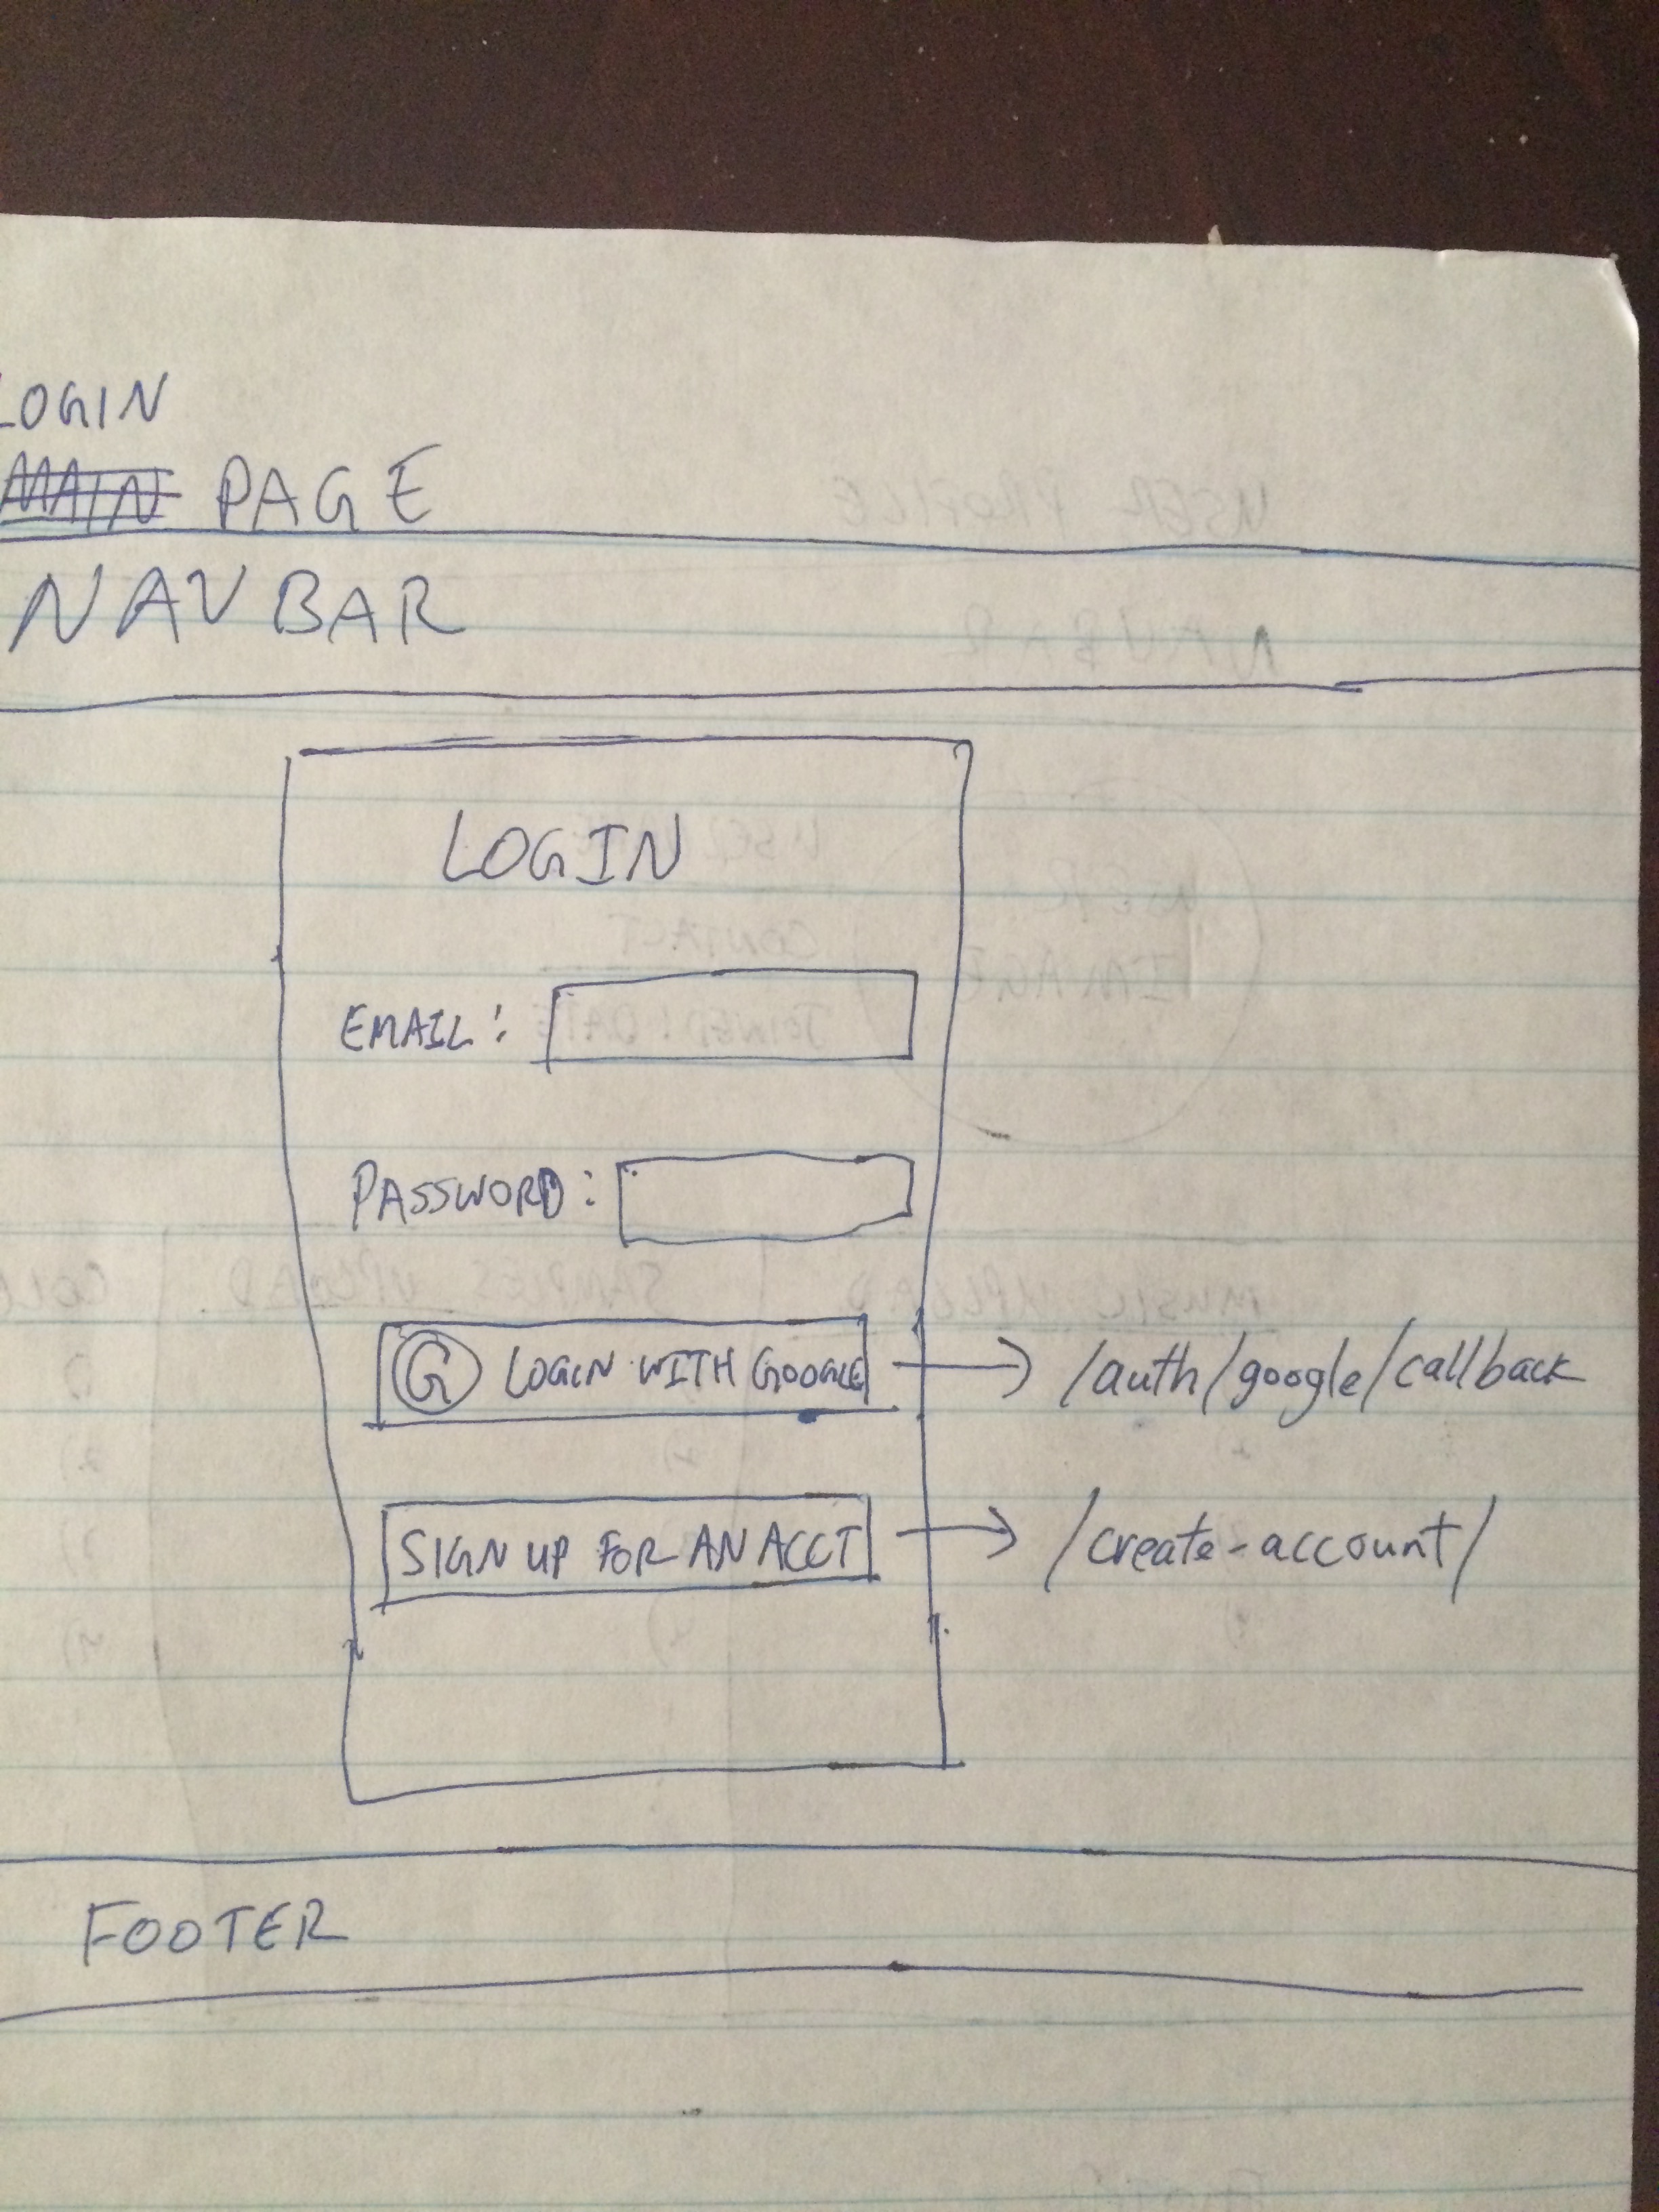 LOGIN
PAGE
NAVBAR
LOGIN
EMAIL:
PASSWORD:
G LOGIN WITH GOOGLE
/auth/google/callback
SIGN UP FOR AN ACCT
/create-account/
FOOTER